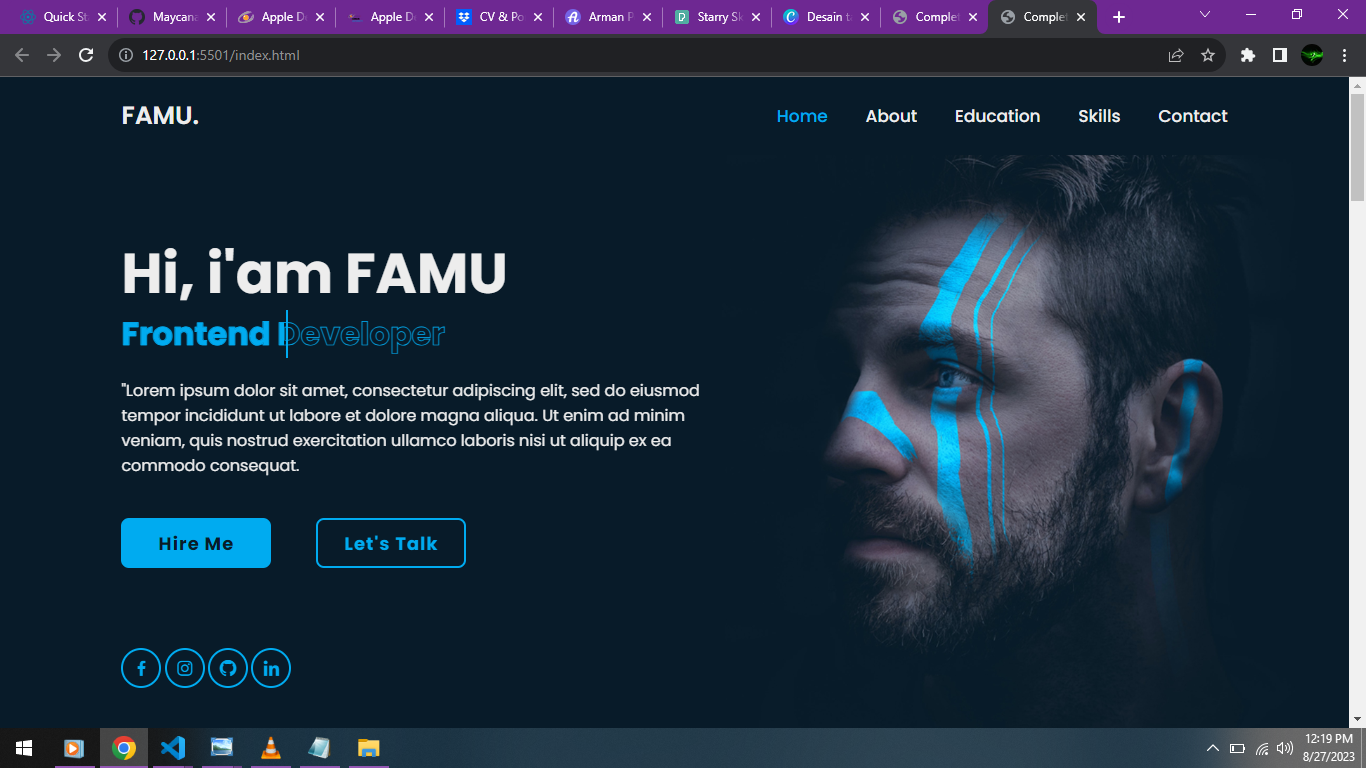 Quick St
Maycana
Apple De
Apple De
CV & Po
Arman P
Starry Sk
Desain ta
Complet
Complet
127.0.0.1:5501/index.html
FAMU.
Home
About
Education
Skills
Contact
Hi, i'am FAMU
Frontend Developer
"Lorem ipsum dolor sit amet, consectetur adipiscing elit, sed do eiusmod
tempor incididunt ut labore et dolore magna aliqua. Ut enim ad minim
veniam, quis nostrud exercitation ullamco laboris nisi ut aliquip ex ea
commodo consequat.
Hire Me
Let's Talk
12:19 PM
8/27/2023